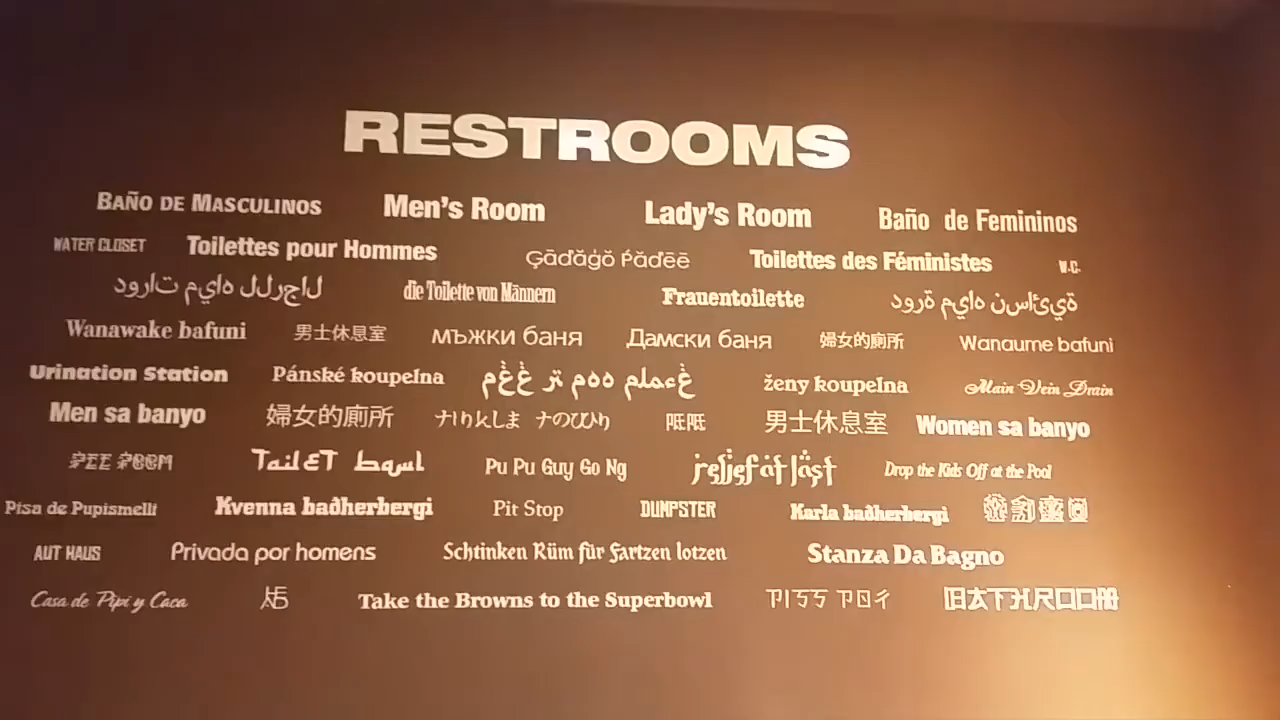 RESTROOMS
BAÑO DE MASCULINOS Men's Room Lady's Room Baño de Femininos
WATER CLOSET Toilettes pour Hommes Toilettes des Féministes W.C.
die Toilette von Männern Frauentoilette
Wanawake bafuni 男士休息室 мъжки баня Дамски баня 婦女的廁所 Wanaume bafuni
Urination Station Pánské koupelna ženy koupelna Main Vein Drain
Men sa banyo 婦女的廁所 男士休息室 Women sa banyo
PEE ROOM Pu Pu Guy Go Ng relief at last Drop the Kids Off at the Pool
Pisa de Pupismelli Kvenna baðherbergi Pit Stop DUMPSTER Karla baðherbergi
AUT HAUS Privada por homens Schtinken Rüm für Fartzen lotzen Stanza Da Bagno
Casa de Pipi y Caca Take the Browns to the Superbowl PISS POT BATHROOM